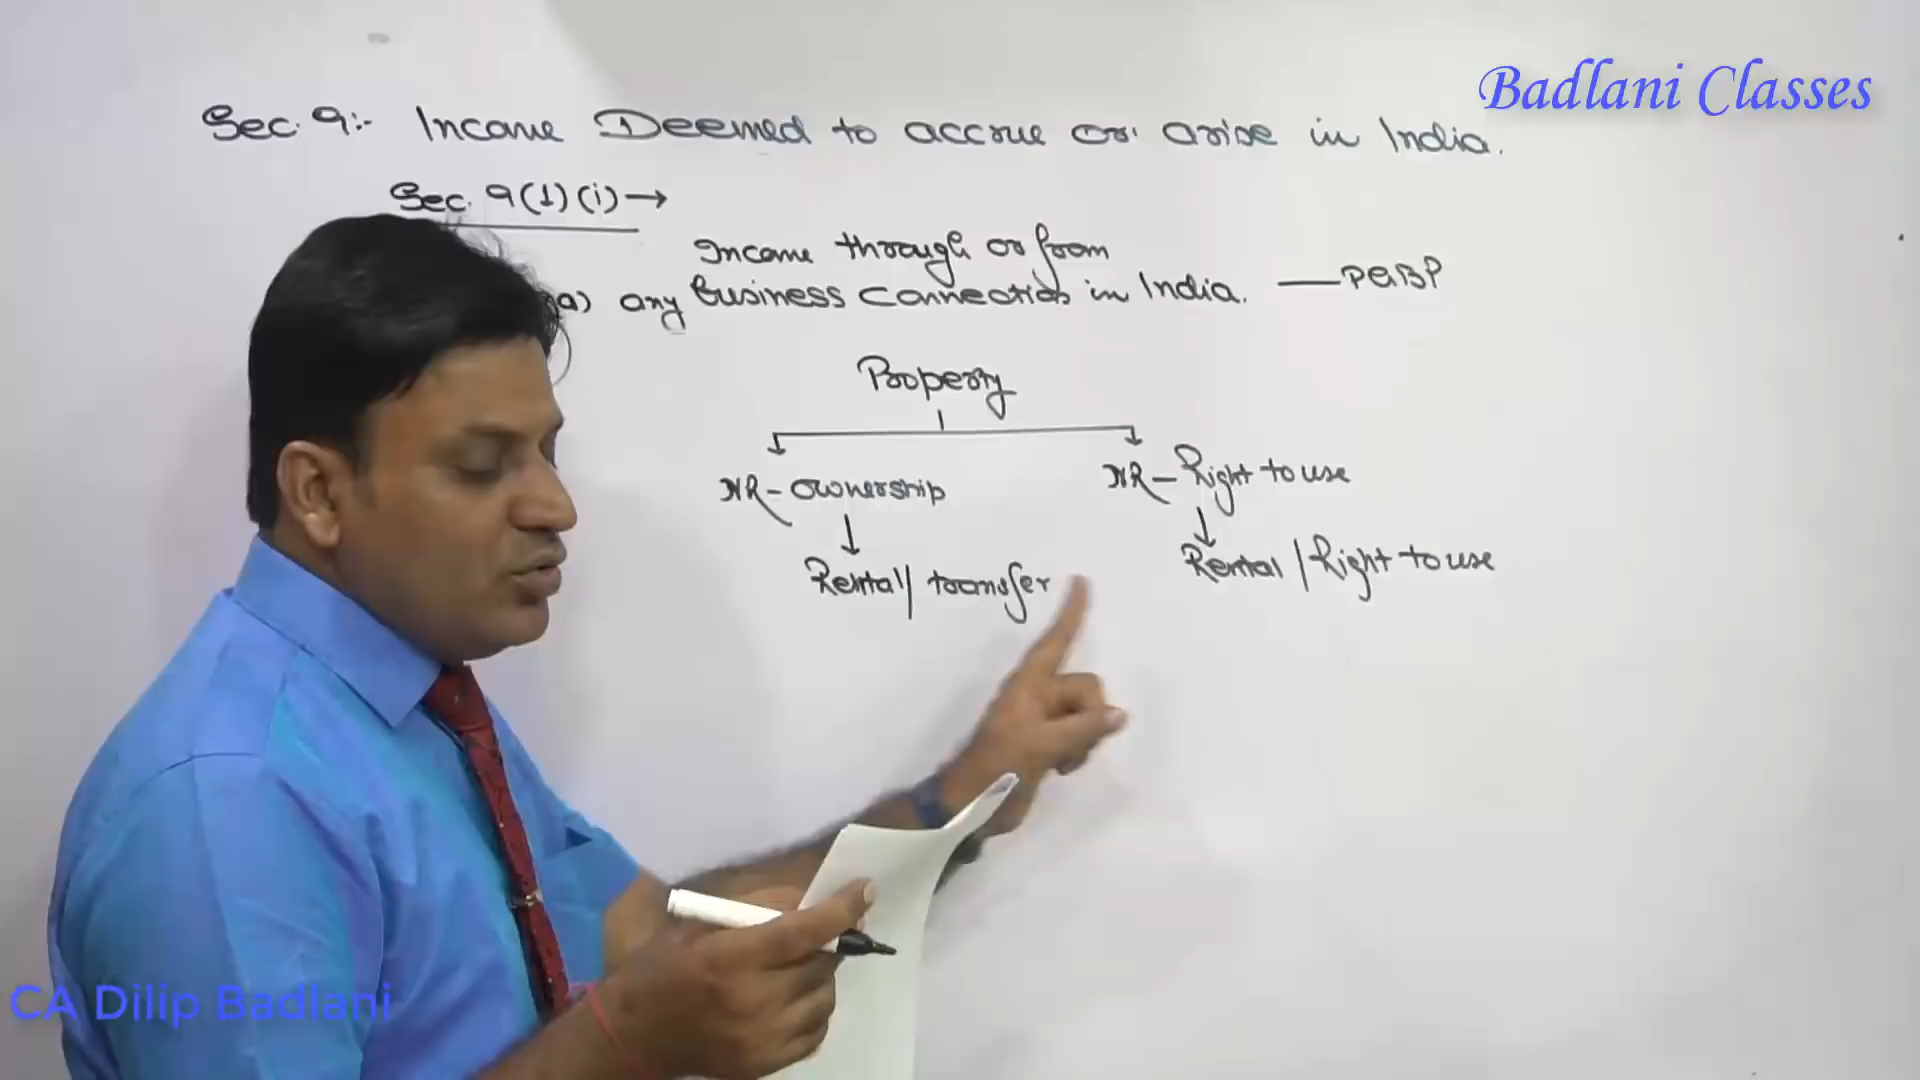 Badlani Classes
Sec. 9:- Income Deemed to accrue or arise in India.
Sec. 9(1)(i) →
Income through or from
(a) any business connection in India. — PGBP
Property
NR - ownership
NR - Right to use
Rental / transfer
Rental / Right to use
CA Dilip Badlani